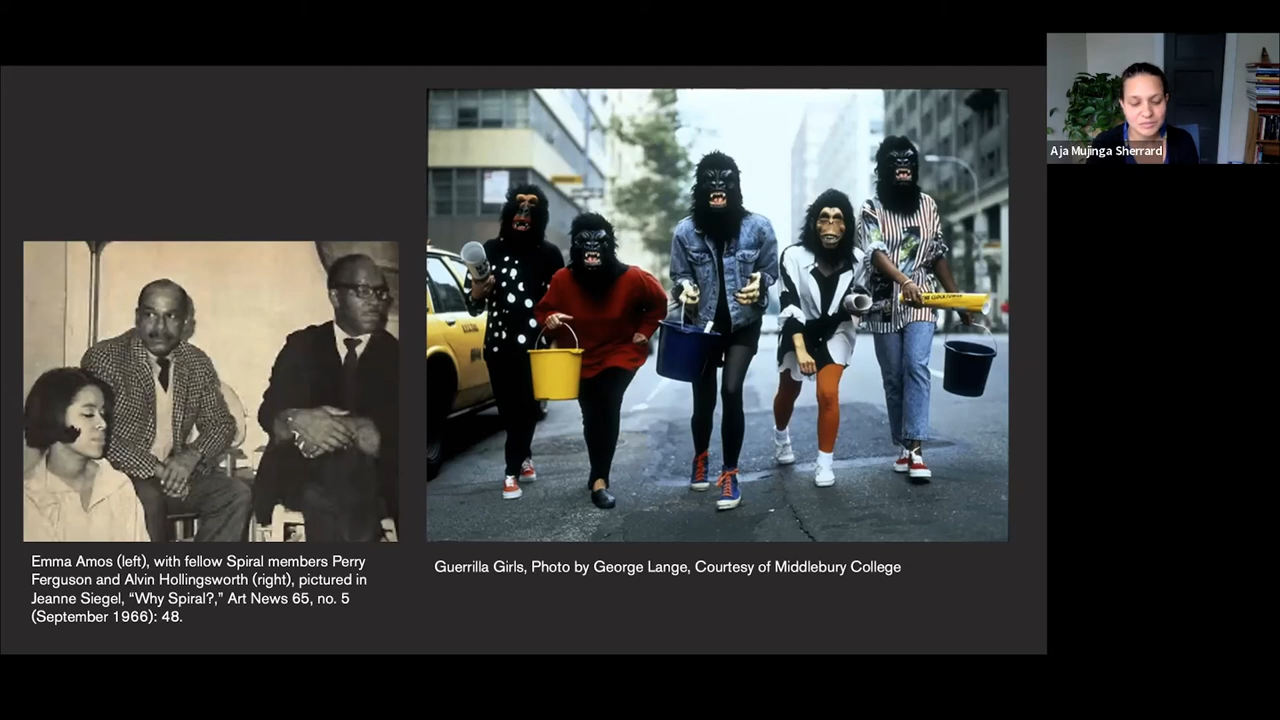 Aja Mujinga Sherrard
Emma Amos (left), with fellow Spiral members Perry
Ferguson and Alvin Hollingsworth (right), pictured in
Jeanne Siegel, “Why Spiral?,” Art News 65, no. 5
(September 1966): 48.
Guerrilla Girls, Photo by George Lange, Courtesy of Middlebury College